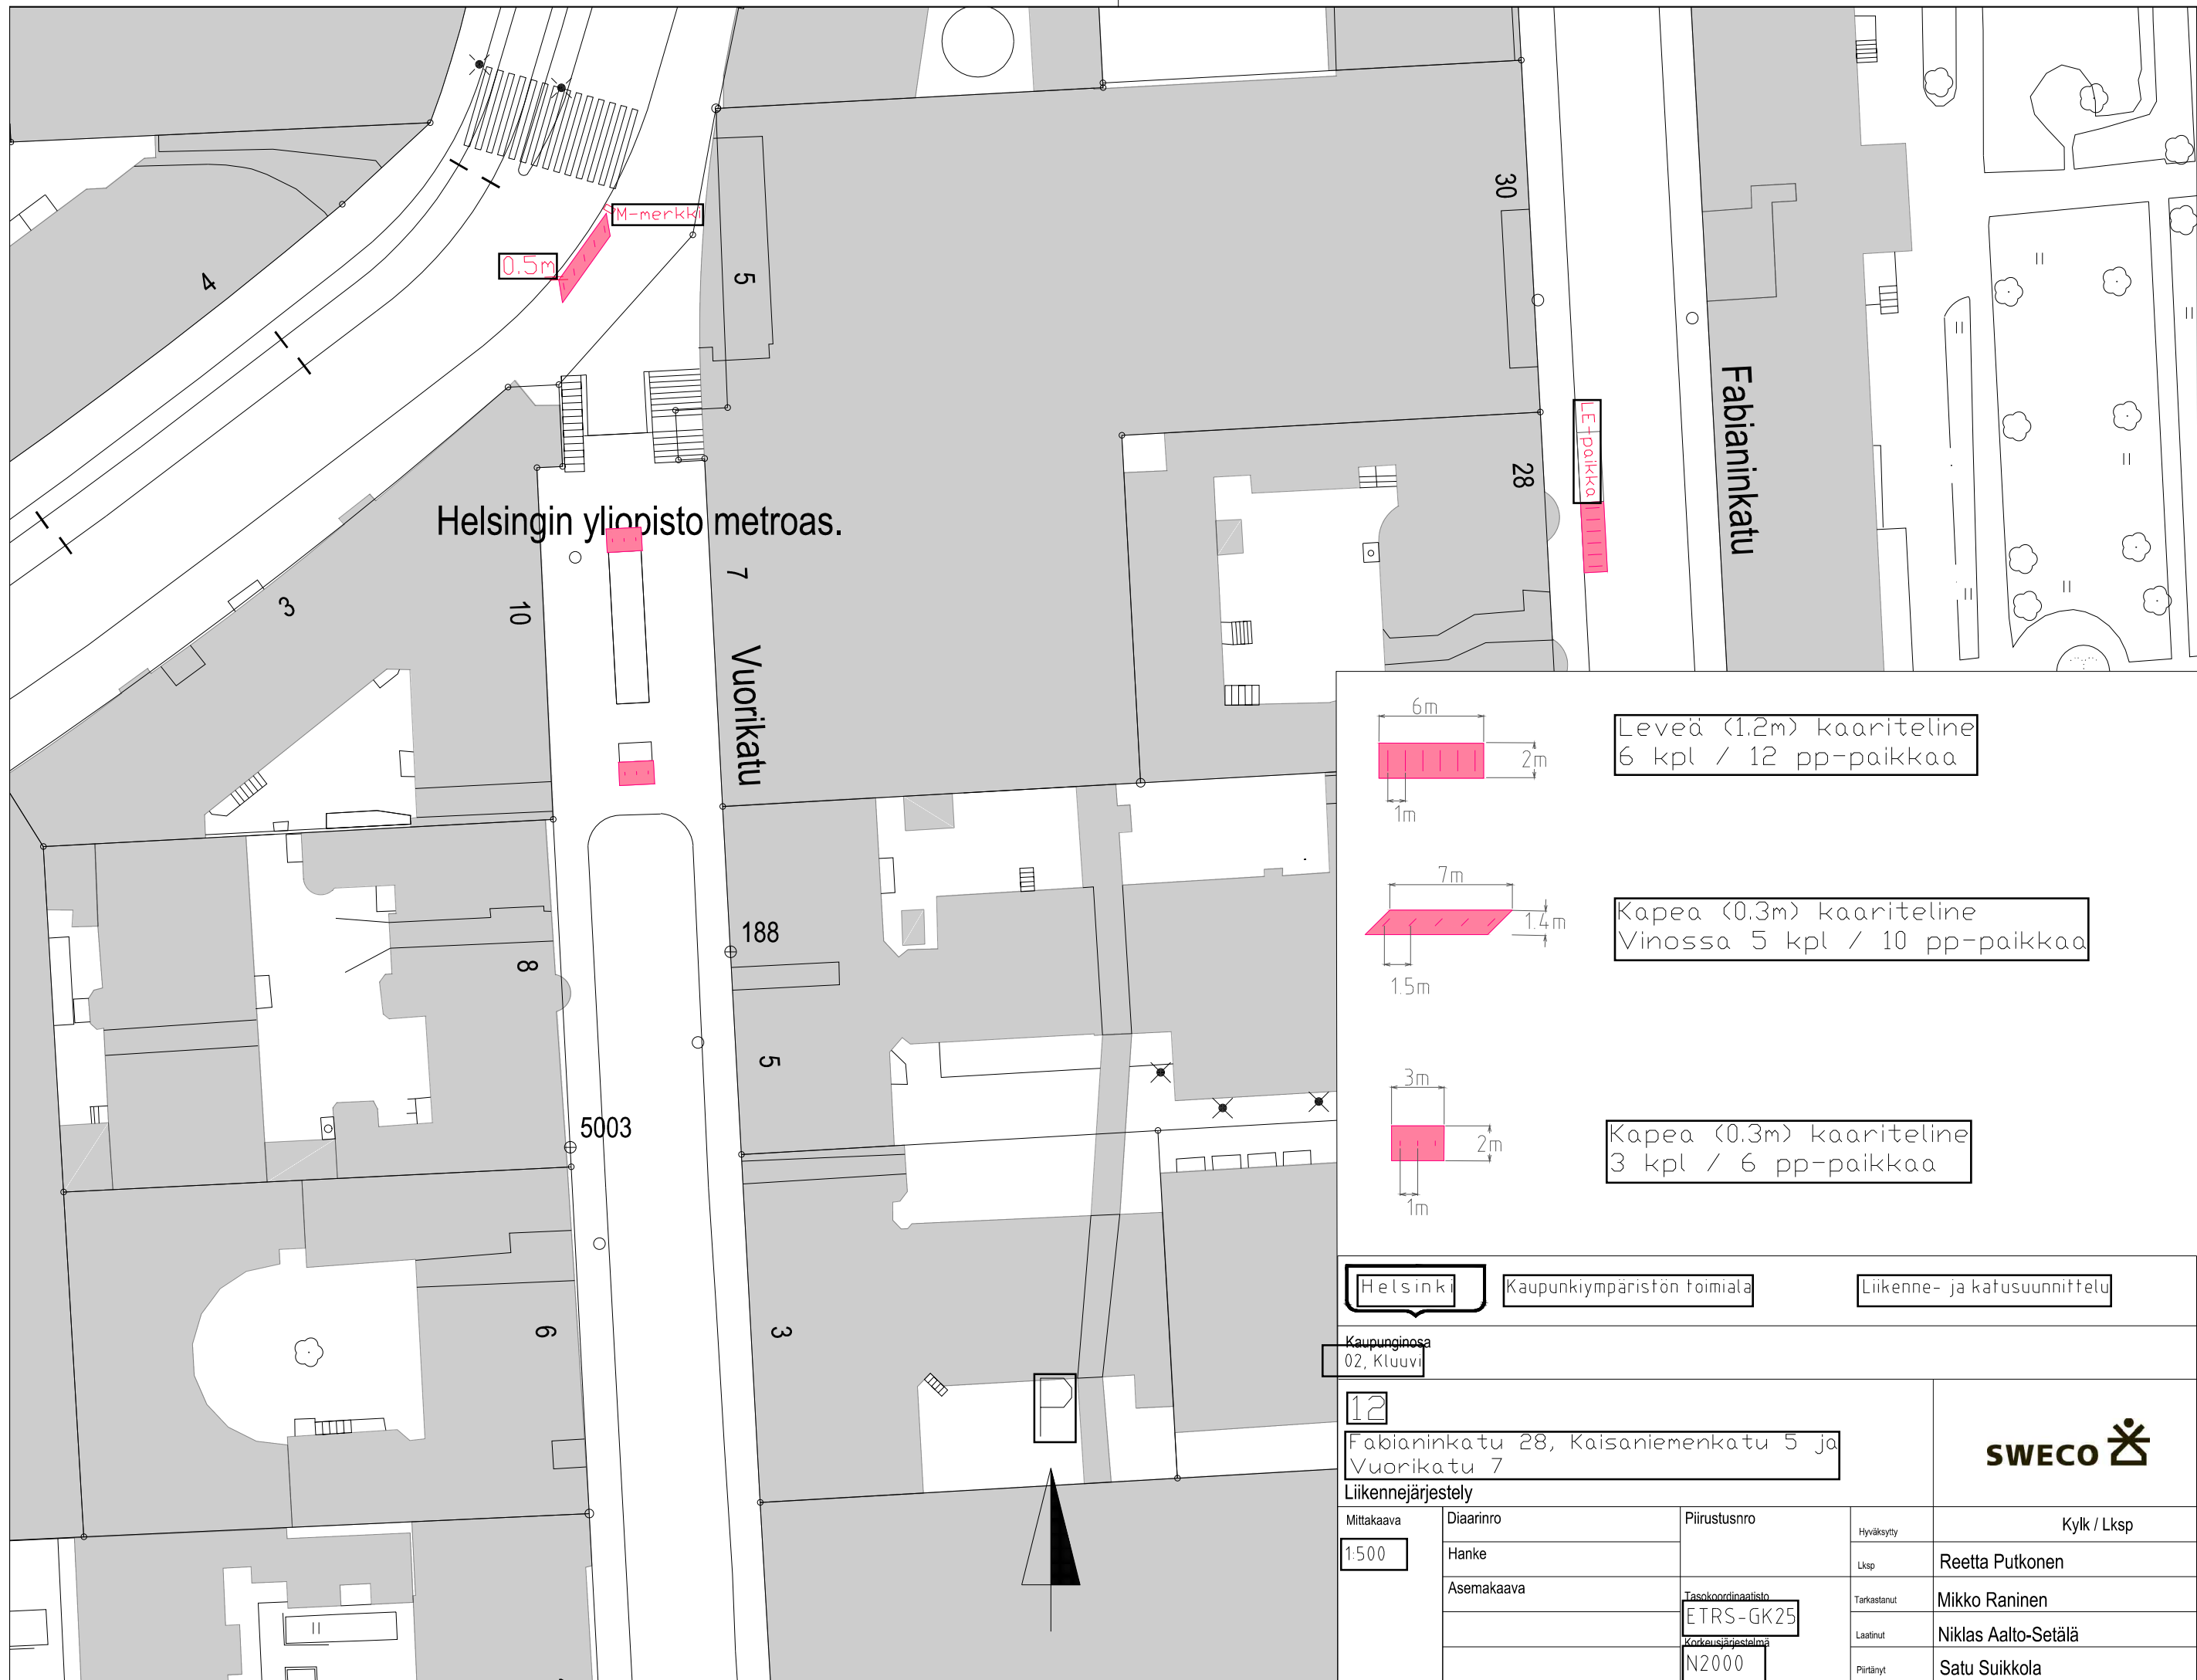 M-merkki
0.5m
4
5
30
LE-paikka
Fabianinkatu
28
Helsingin yliopisto metroas.
3
10
7
Vuorikatu
188
8
5
5003
6
3
P
6m
2m
1m
Leveä (1.2m) kaariteline
6 kpl / 12 pp-paikkaa
7m
1.4m
1.5m
Kapea (0.3m) kaariteline
Vinossa 5 kpl / 10 pp-paikkaa
3m
2m
1m
Kapea (0.3m) kaariteline
3 kpl / 6 pp-paikkaa
Helsinki Kaupunkiympäristön toimiala Liikenne- ja katusuunnittelu
Kaupunginosa
02, Kluuvi
12
Fabianinkatu 28, Kaisaniemenkatu 5 ja
Vuorikatu 7
Liikennejärjestely
SWECO
Mittakaava
1:500
Diaarinro
Hanke
Asemakaava
Piirustusnro
Tasokoordinaatisto
ETRS-GK25
Korkeusjärjestelmä
N2000
Hyväksytty Kylk / Lksp
Lksp Reetta Putkonen
Tarkastanut Mikko Raninen
Laatinut Niklas Aalto-Setälä
Piirtänyt Satu Suikkola